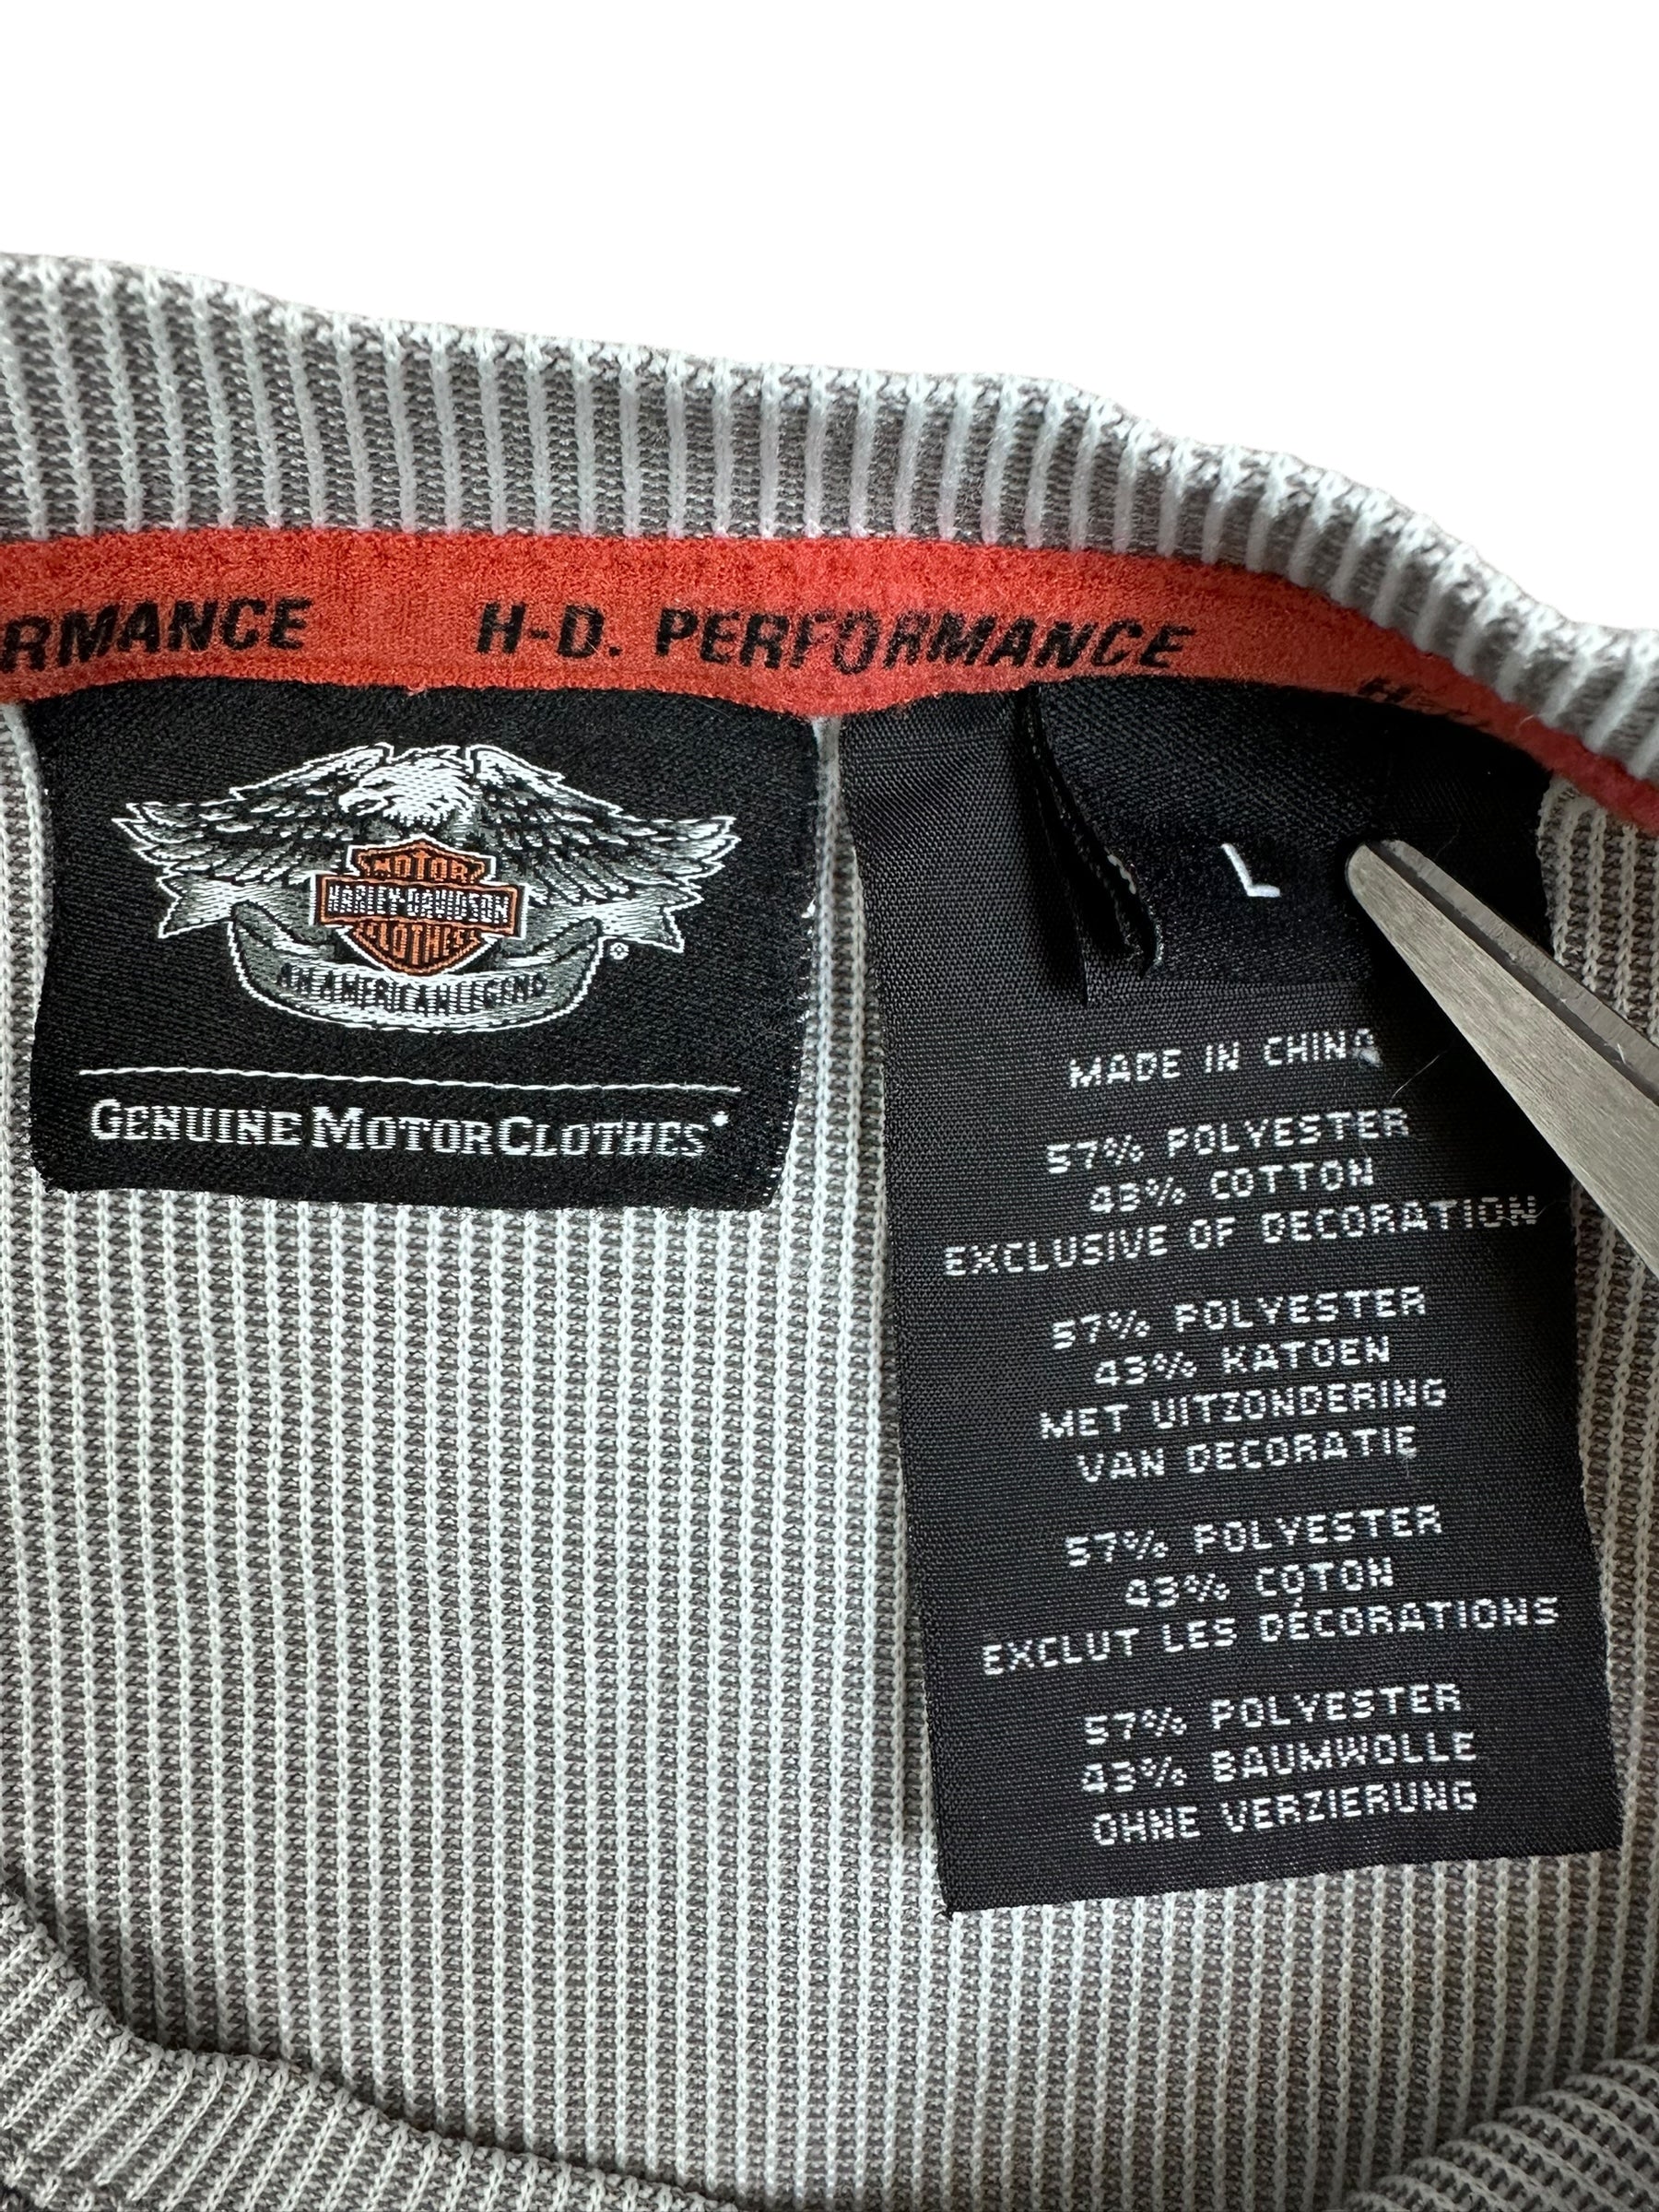 RMANCE H-D. PERFORMANCE
MOTOR
HARLEY-DAVIDSON
CLOTHES
AN AMERICAN LEGEND
®
GENUINE MOTORCLOTHES
L
MADE IN CHINA
57% POLYESTER
43% COTTON
EXCLUSIVE OF DECORATION
57% POLYESTER
43% KATOEN
MET UITZONDERING
VAN DECORATIE
57% POLYESTER
43% COTON
EXCLUT LES DÉCORATIONS
57% POLYESTER
43% BAUMWOLLE
OHNE VERZIERUNG